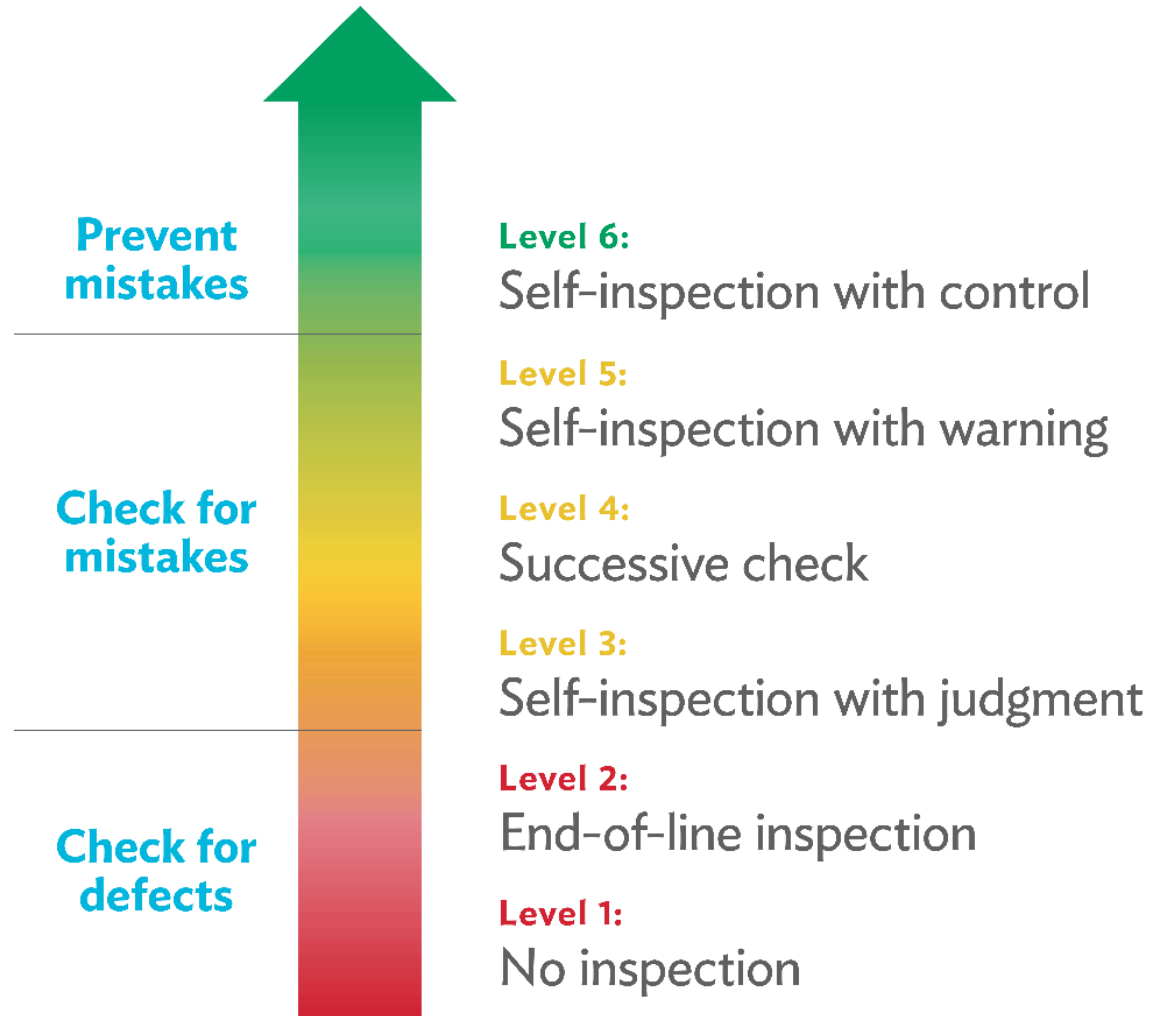 Prevent
mistakes
Level 6:
Self-inspection with control
Level 5:
Self-inspection with warning
Check for
mistakes
Level 4:
Successive check
Level 3:
Self-inspection with judgment
Level 2:
End-of-line inspection
Check for
defects
Level 1:
No inspection